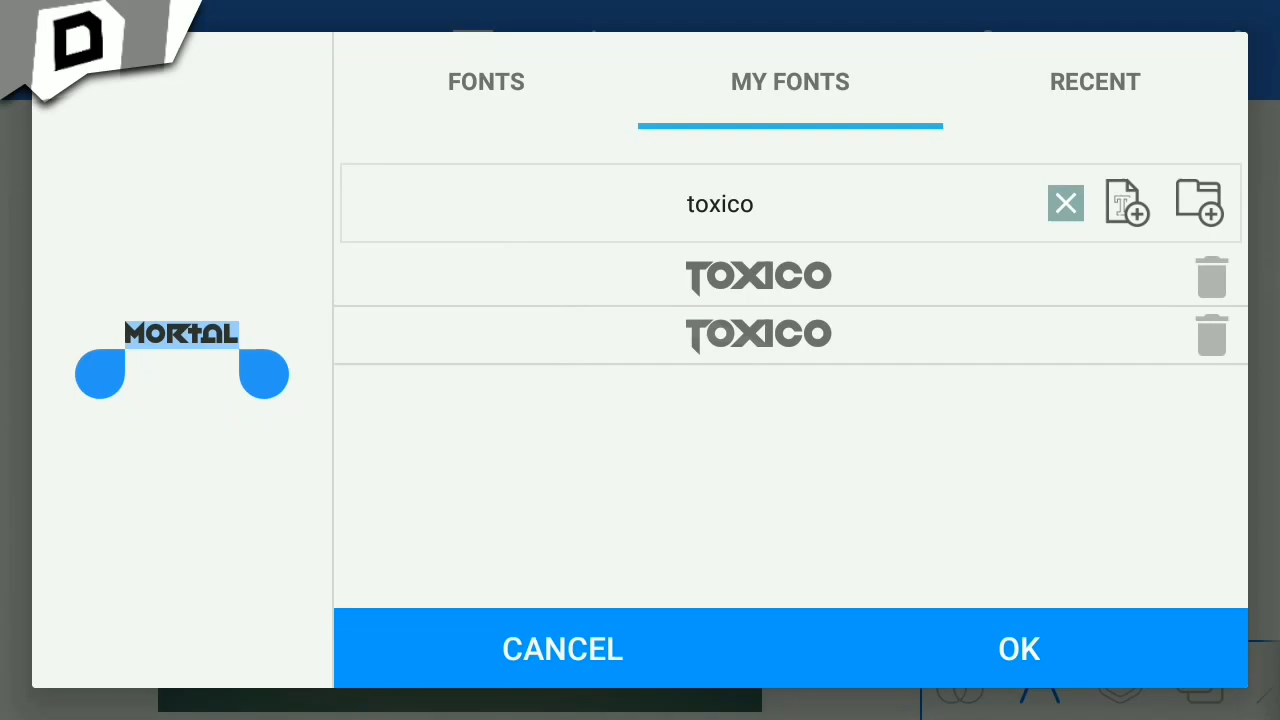 D
FONTS
MY FONTS
RECENT
toxico
T
TOXICO
TOXICO
MORTAL
CANCEL
OK